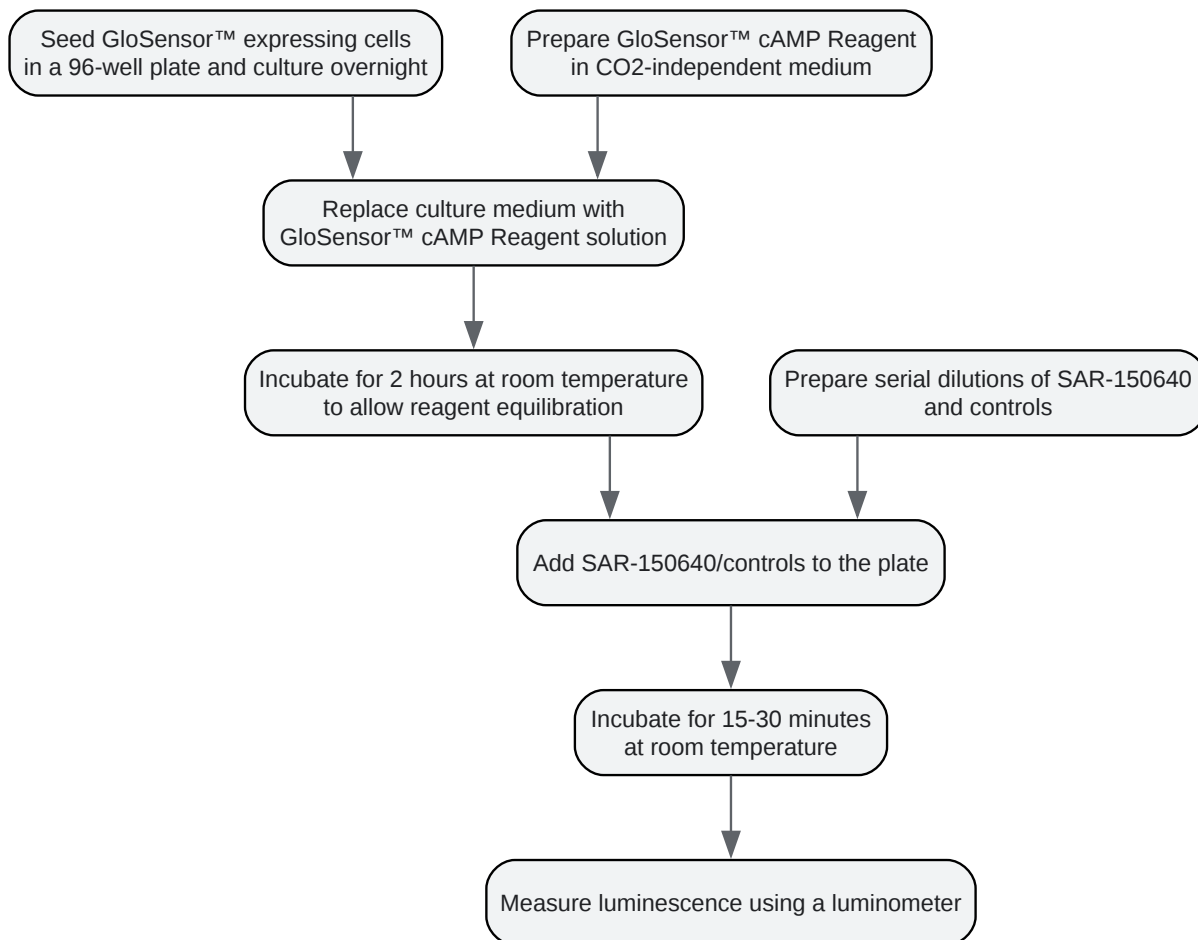 Seed GloSensor™ expressing cells
in a 96-well plate and culture overnight
Prepare GloSensor™ cAMP Reagent
in CO2-independent medium
Replace culture medium with
GloSensor™ cAMP Reagent solution
Incubate for 2 hours at room temperature
to allow reagent equilibration
Prepare serial dilutions of SAR-150640
and controls
Add SAR-150640/controls to the plate
Incubate for 15-30 minutes
at room temperature
Measure luminescence using a luminometer